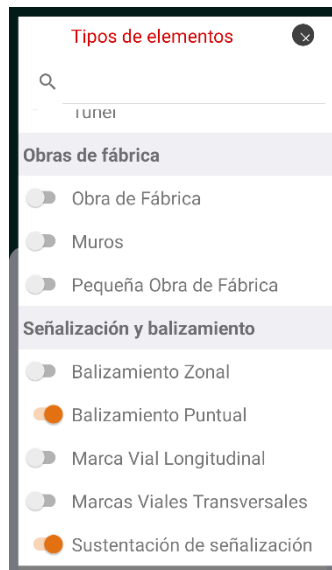 Tipos de elementos
Túnel
Obras de fábrica
Obra de Fábrica
Muros
Pequeña Obra de Fábrica
Señalización y balizamiento
Balizamiento Zonal
Balizamiento Puntual
Marca Vial Longitudinal
Marcas Viales Transversales
Sustentación de señalización